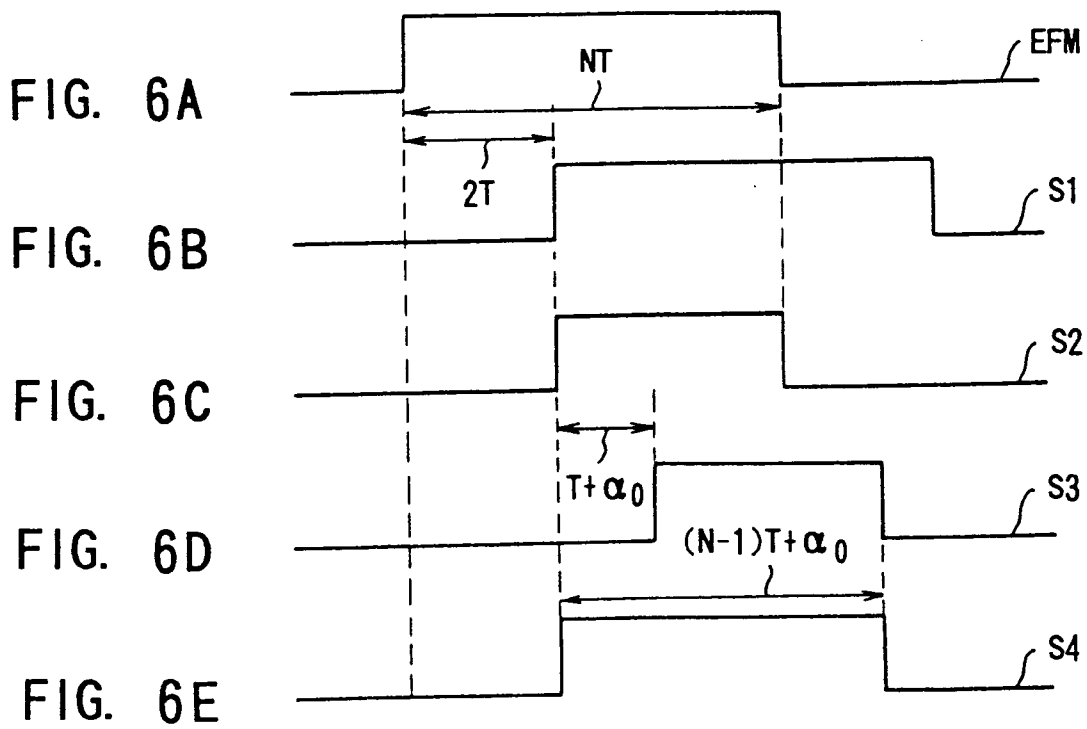 FIG. 6A
NT
EFM
2T
FIG. 6B
S1
FIG. 6C
S2
T+α₀
FIG. 6D
(N-1)T+α₀
S3
FIG. 6E
S4